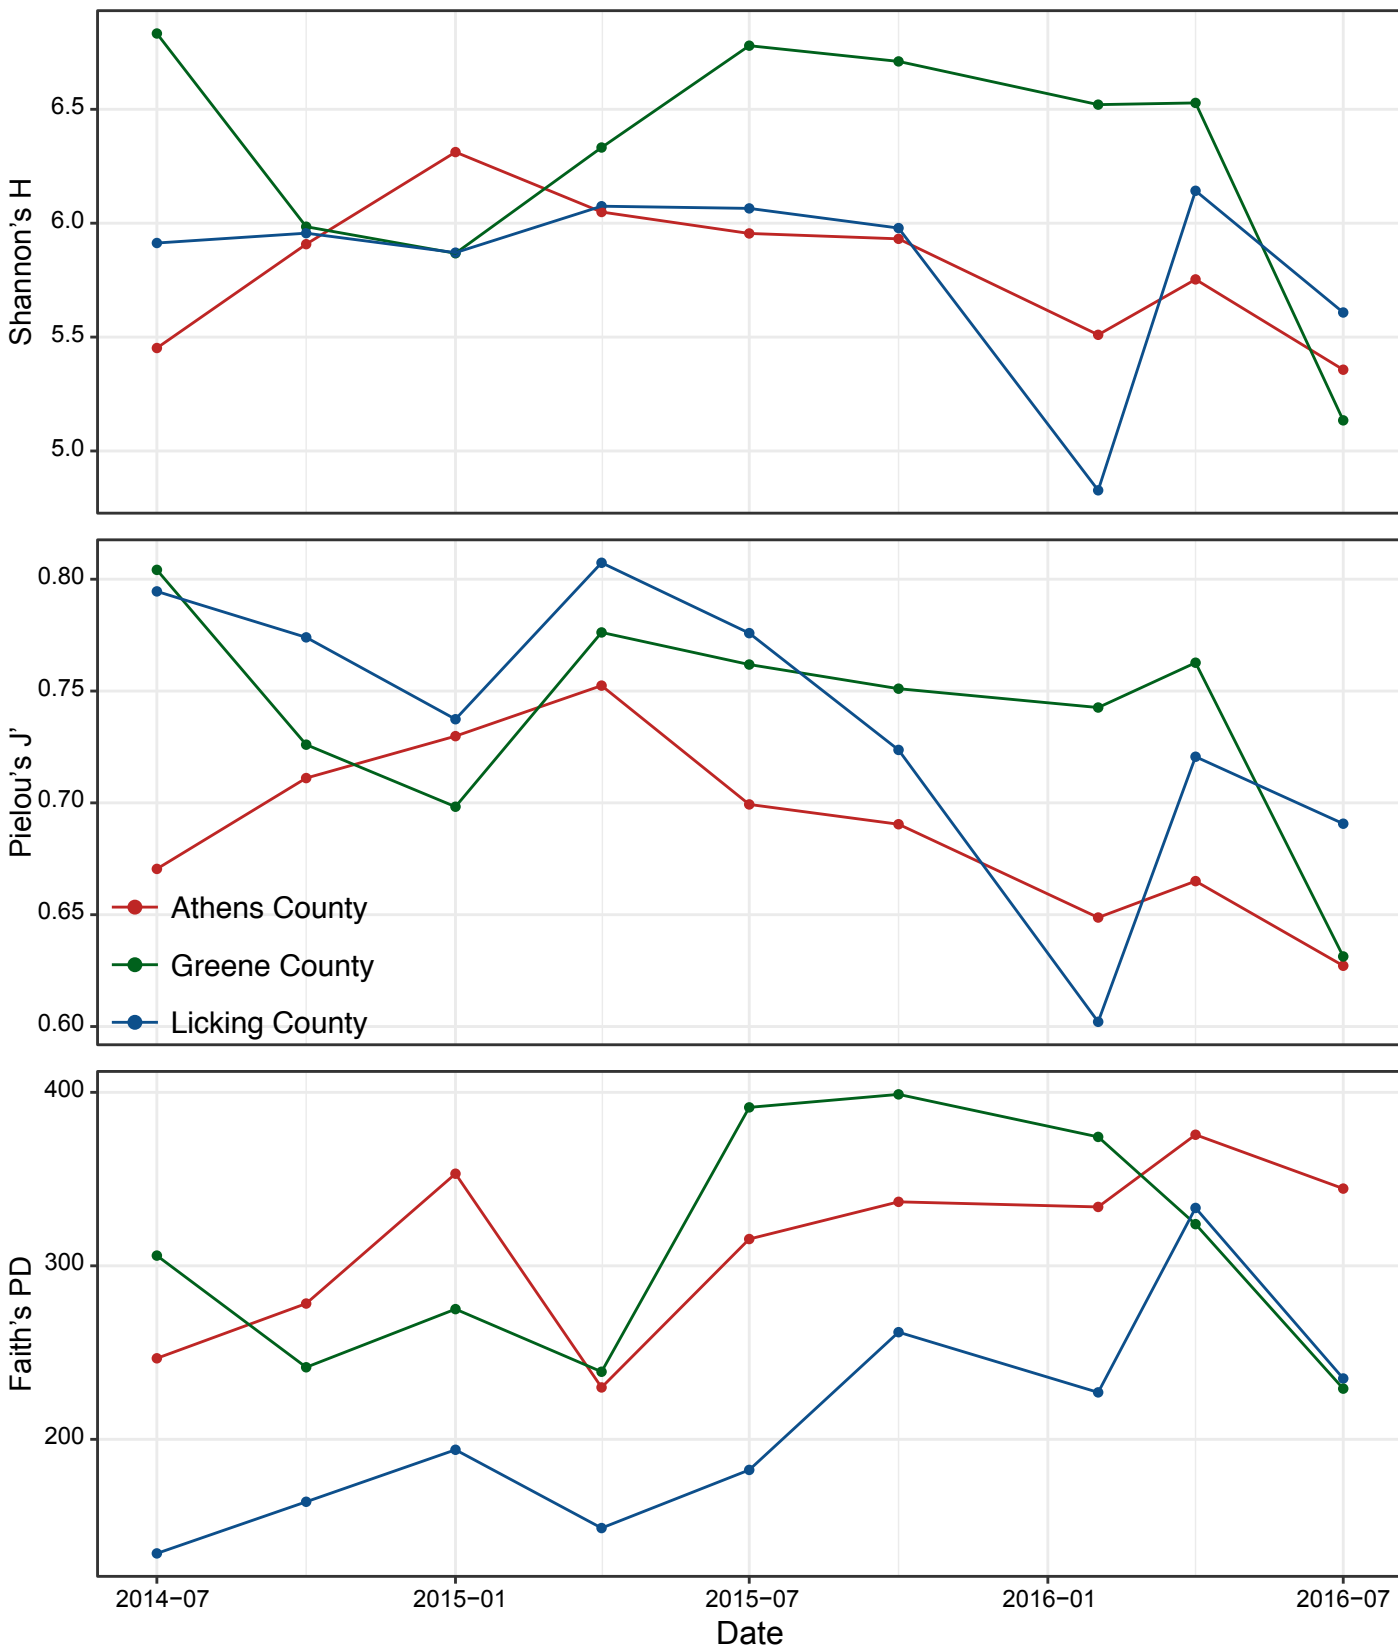 Shannon's H
6.5
6.0
5.5
5.0
Pielou's J'
0.80
0.75
0.70
0.65
0.60
Athens County
Greene County
Licking County
Faith's PD
400
300
200
2014−07
2015−01
2015−07
2016−01
2016−07
Date